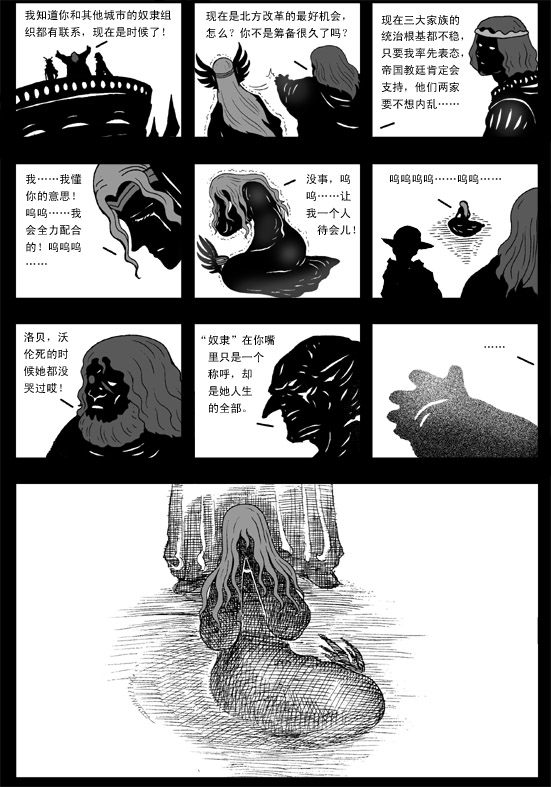 我知道你和其他城市的奴隶组
织都有联系，现在是时候了！
现在是北方改革的最好机会，
怎么？你不是筹备很久了吗？
现在三大家族的
统治根基都不稳，
只要我率先表态，
帝国教廷肯定会
支持，他们两家
要不想内乱……
我……我懂
你的意思！
呜呜……我
会全力配合
的！呜呜呜
……
没事，呜
呜……让
我一个人
待会儿！
呜呜呜呜……呜呜……
洛贝，沃
伦死的时
候她都没
哭过哎！
“奴隶”在你嘴
里只是一个
称呼，却
是她人生
的全部。
……